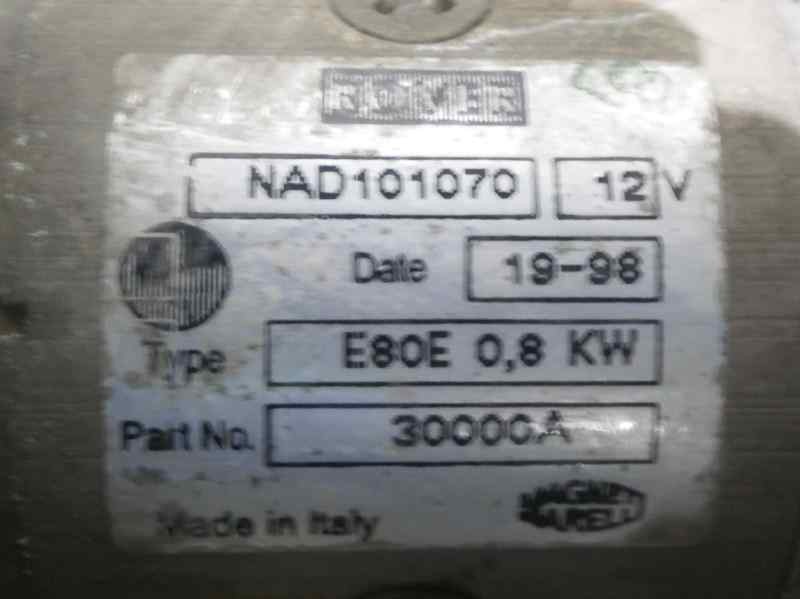 ROVER
NAD101070 12 V
Date 19-98
Type E80E 0,8 KW
Part No. 30000A
Made in Italy
MAGNETI MARELLI